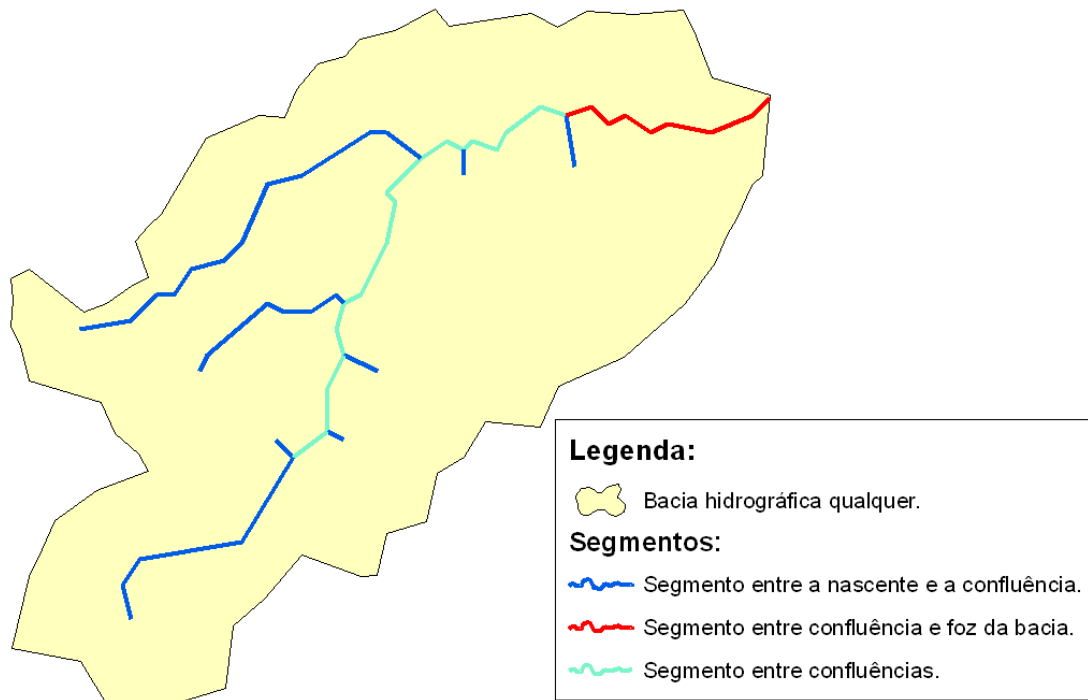 Legenda:
Bacia hidrográfica qualquer.
Segmentos:
Segmento entre a nascente e a confluência.
Segmento entre confluência e foz da bacia.
Segmento entre confluências.